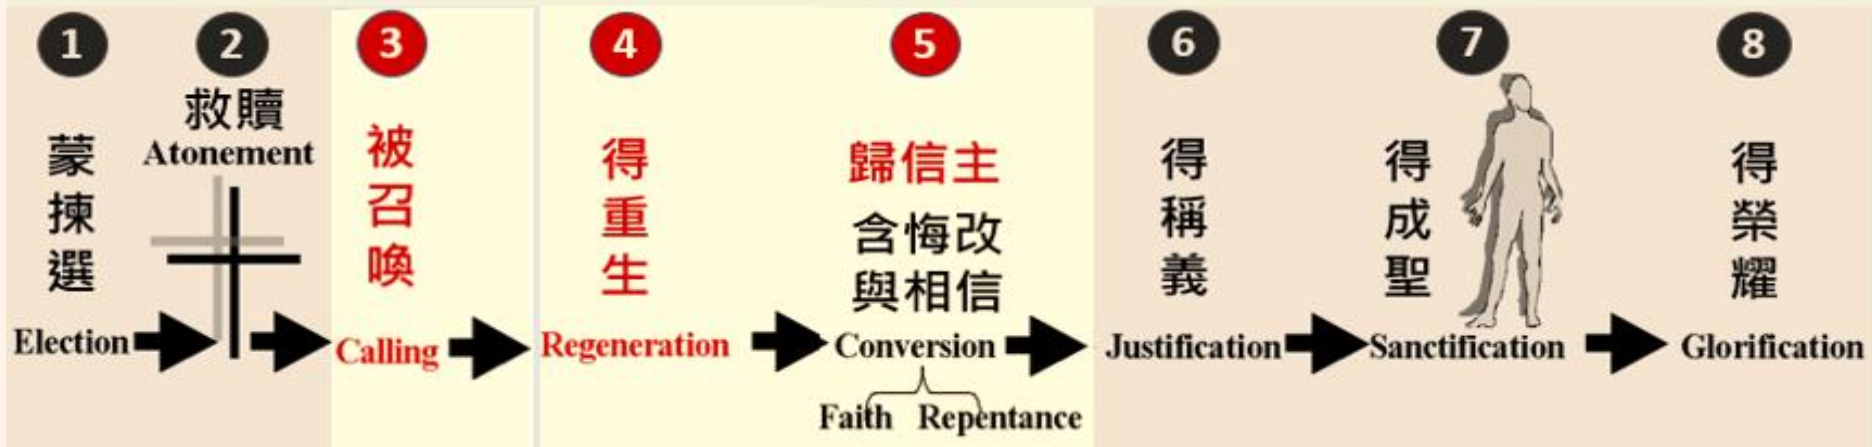 1
蒙揀選
Election
2
救贖
Atonement
3
被召喚
Calling
4
得重生
Regeneration
5
歸信主
含悔改
與相信
Conversion
Faith Repentance
6
得稱義
Justification
7
得成聖
Sanctification
8
得榮耀
Glorification